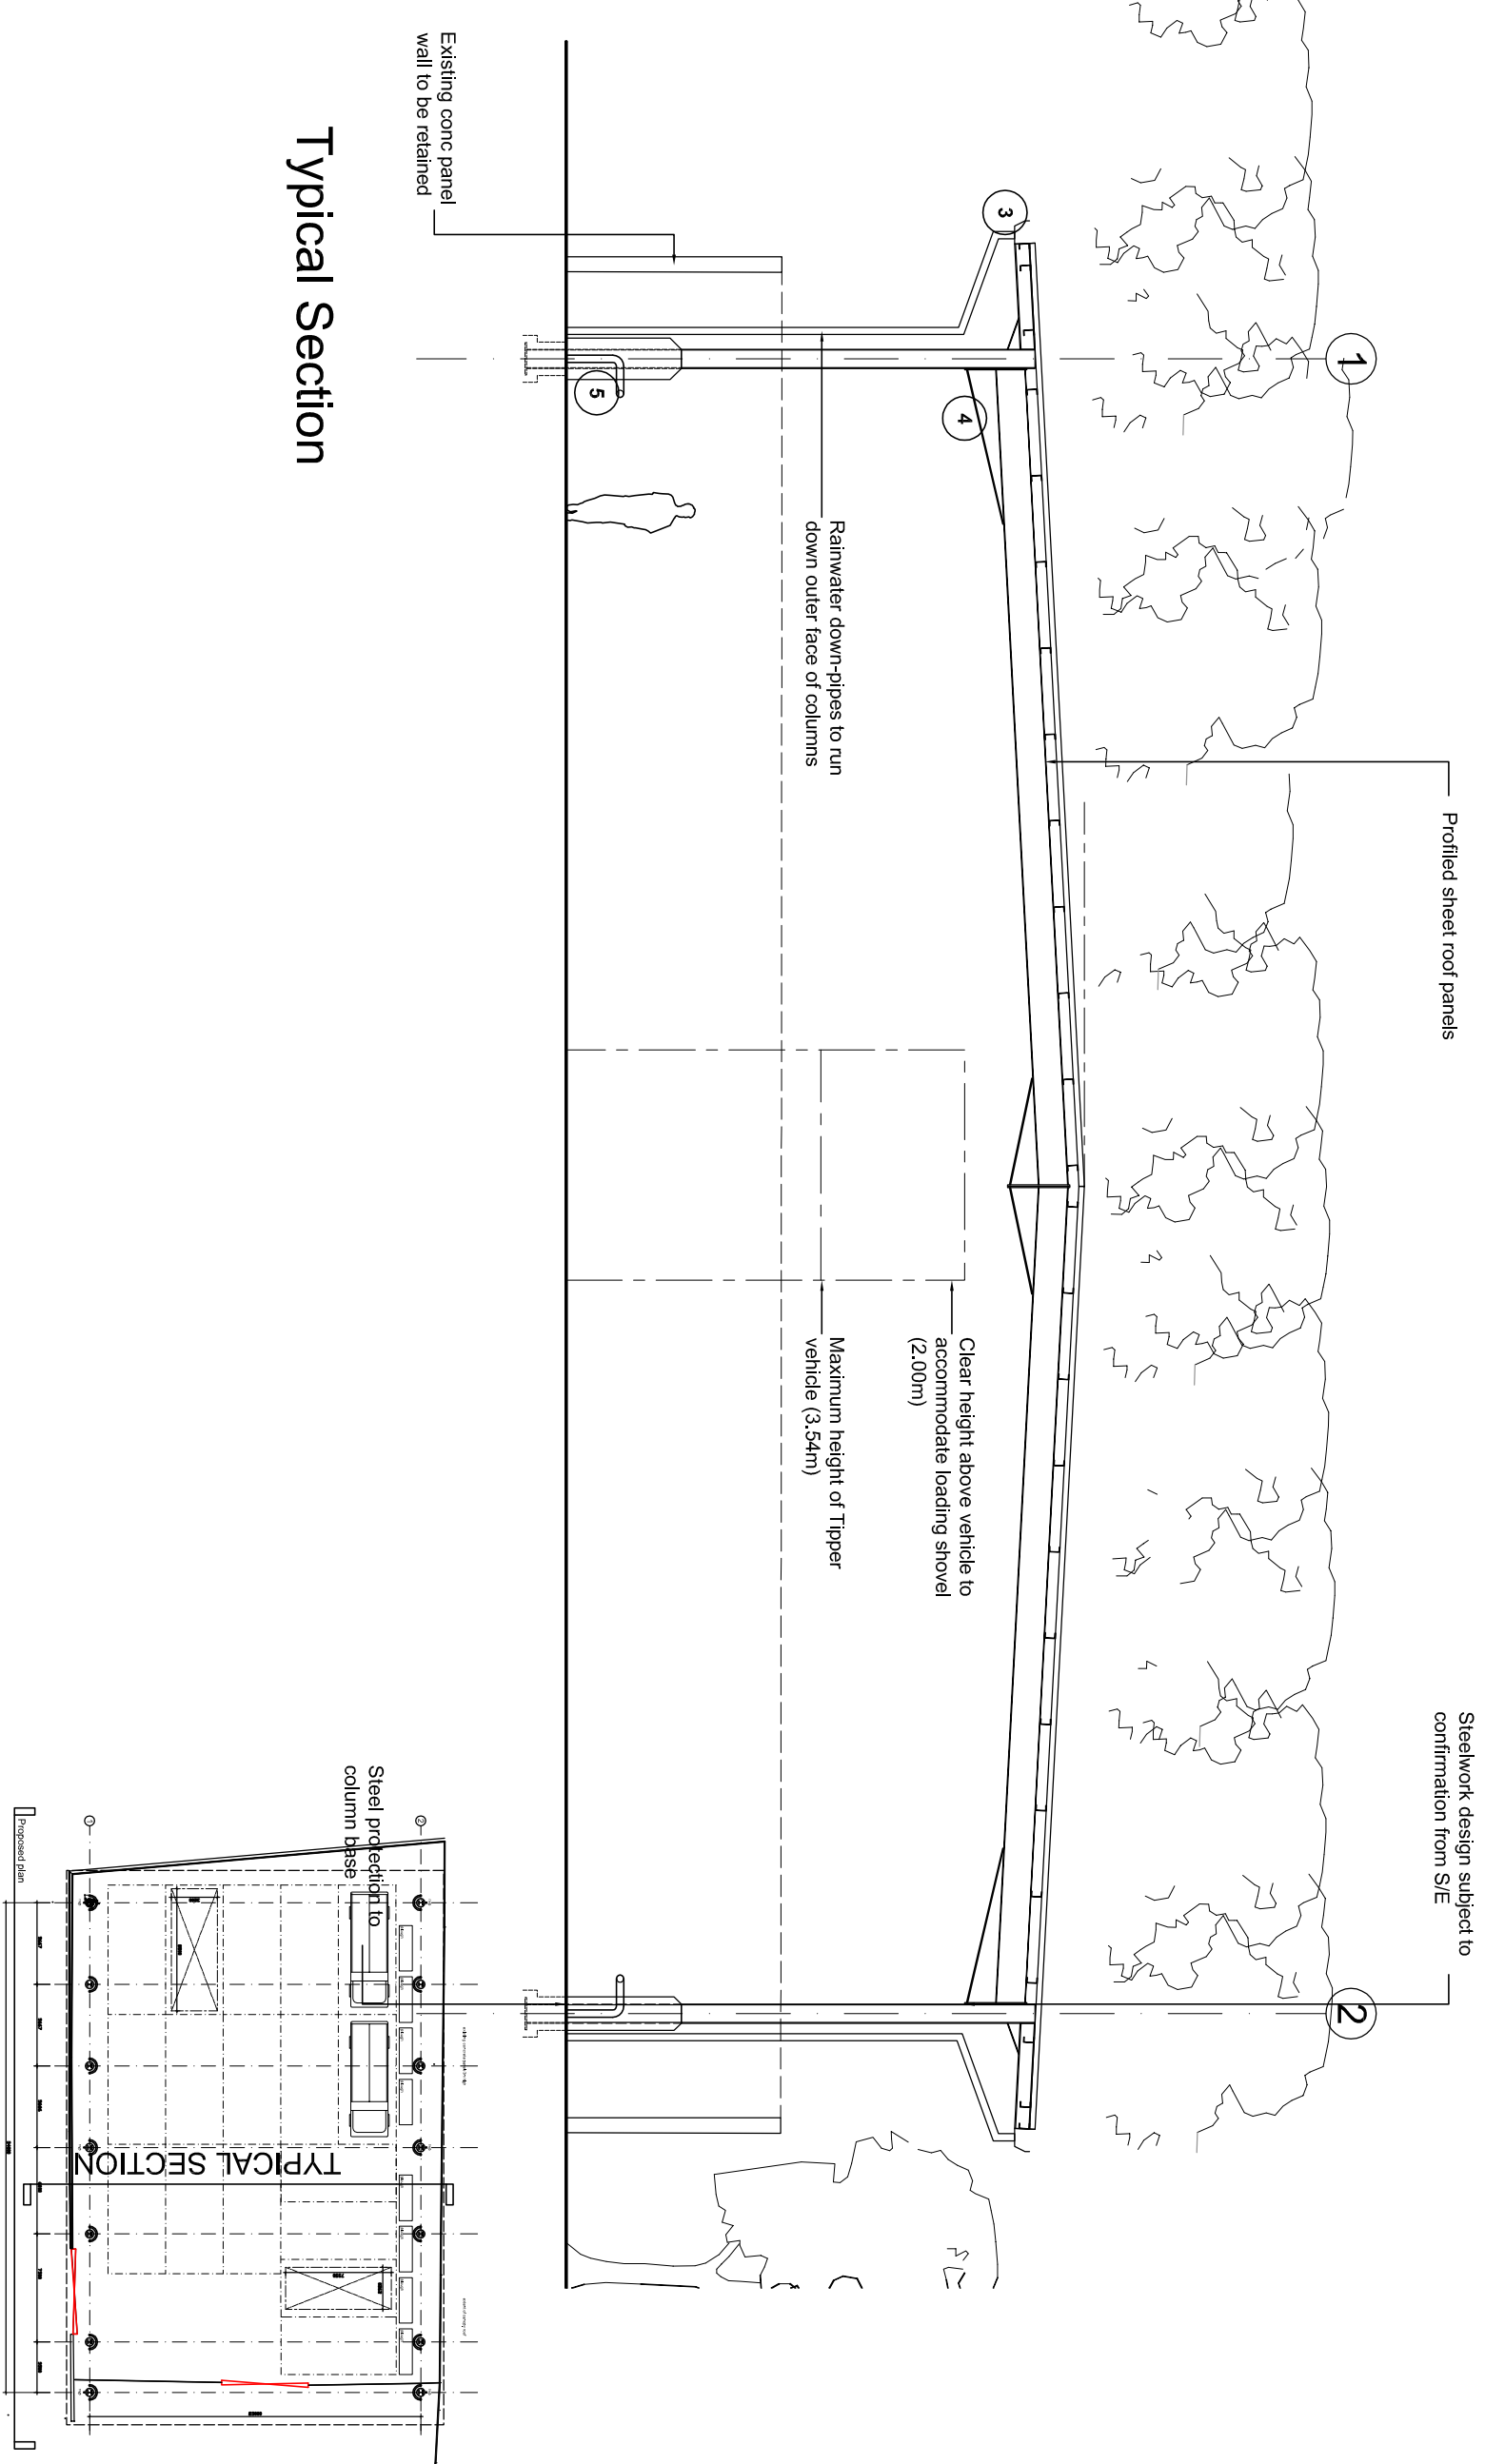 1
2
Profiled sheet roof panels
Steelwork design subject to
confirmation from S/E
3
4
5
Rainwater down-pipes to run
down outer face of columns
Clear height above vehicle to
accommodate loading shovel
(2.00m)
Maximum height of Tipper
vehicle (3.54m)
Existing conc panel
wall to be retained
Typical Section
Steel protection to
column base
2
1
TYPICAL SECTION
Proposed plan